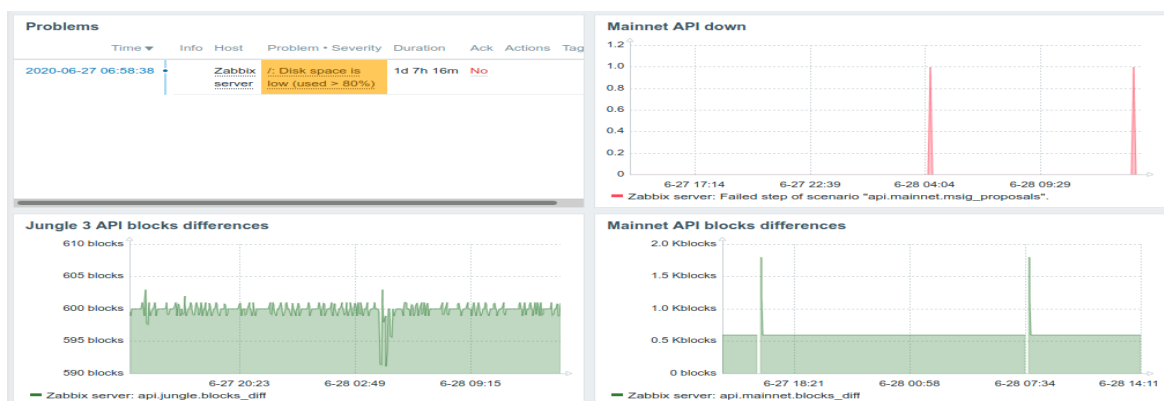 Problems
Time ▼ Info Host Problem • Severity Duration Ack Actions Tag
2020-06-27 06:58:38 Zabbix server /: Disk space is low (used > 80%) 1d 7h 16m No
Mainnet API down
1.2
1.0
0.8
0.6
0.4
0.2
0
6-27 17:14 6-27 22:39 6-28 04:04 6-28 09:29
Zabbix server: Failed step of scenario "api.mainnet.msig_proposals".
Jungle 3 API blocks differences
610 blocks
605 blocks
600 blocks
595 blocks
590 blocks
6-27 20:23 6-28 02:49 6-28 09:15
Zabbix server: api.jungle.blocks_diff
Mainnet API blocks differences
2.0 Kblocks
1.5 Kblocks
1.0 Kblocks
0.5 Kblocks
0 blocks
6-27 18:21 6-28 00:58 6-28 07:34 6-28 14:11
Zabbix server: api.mainnet.blocks_diff